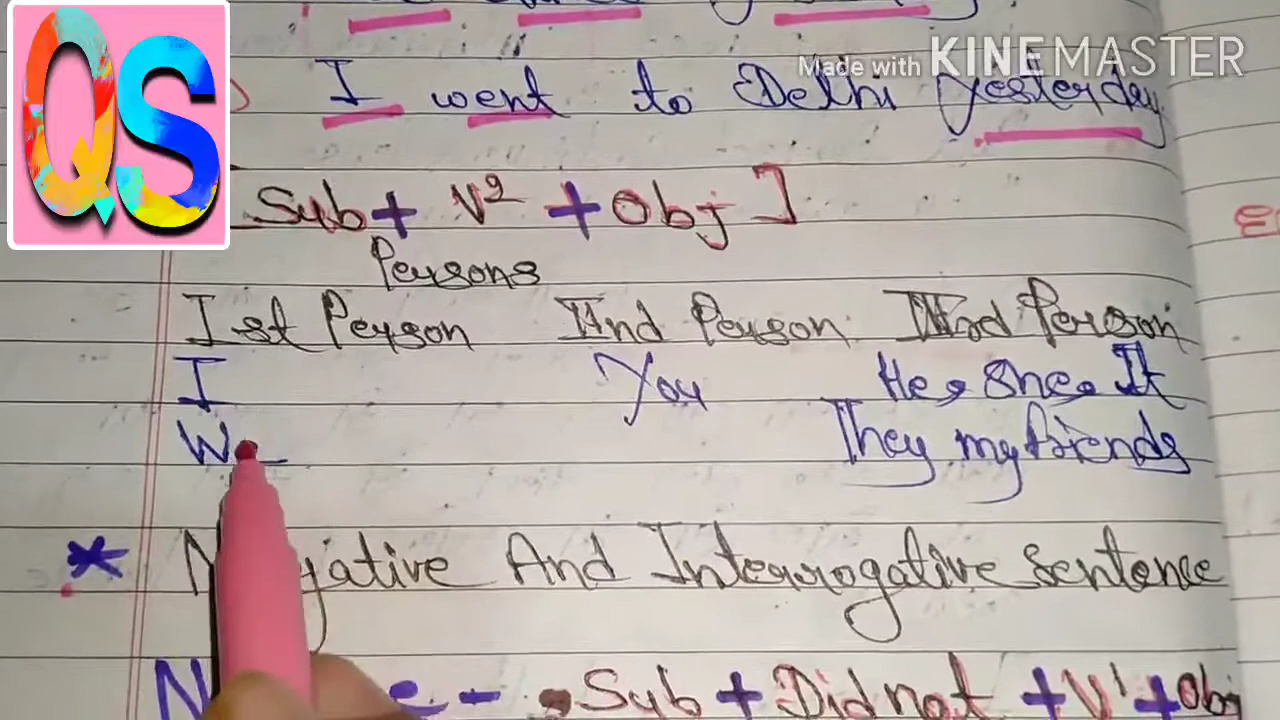 QS
Made with KINEMASTER
I went to Delhi yesterday
Sub + V² + Obj ]
Persons
Ist Person IInd Person IIIrd Person
I You He, She, It
We They my friends
* Negative And Interrogative Sentence
Sub + Did not + V¹ + Obj